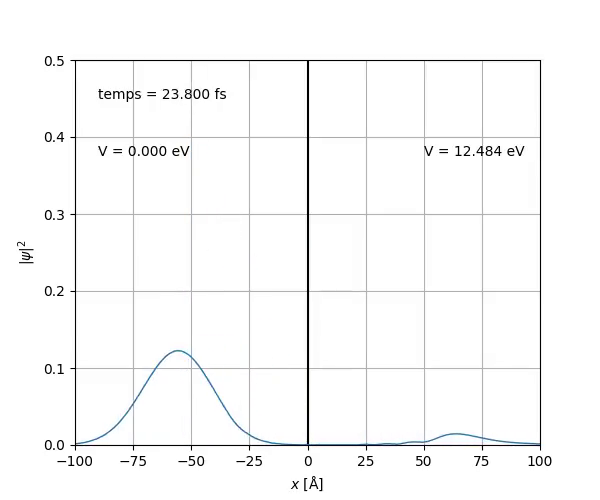 0.5
temps = 23.800 fs
0.4
V = 0.000 eV V = 12.484 eV
0.3
|ψ|²
0.2
0.1
0.0
−100 −75 −50 −25 0 25 50 75 100
x [Å]